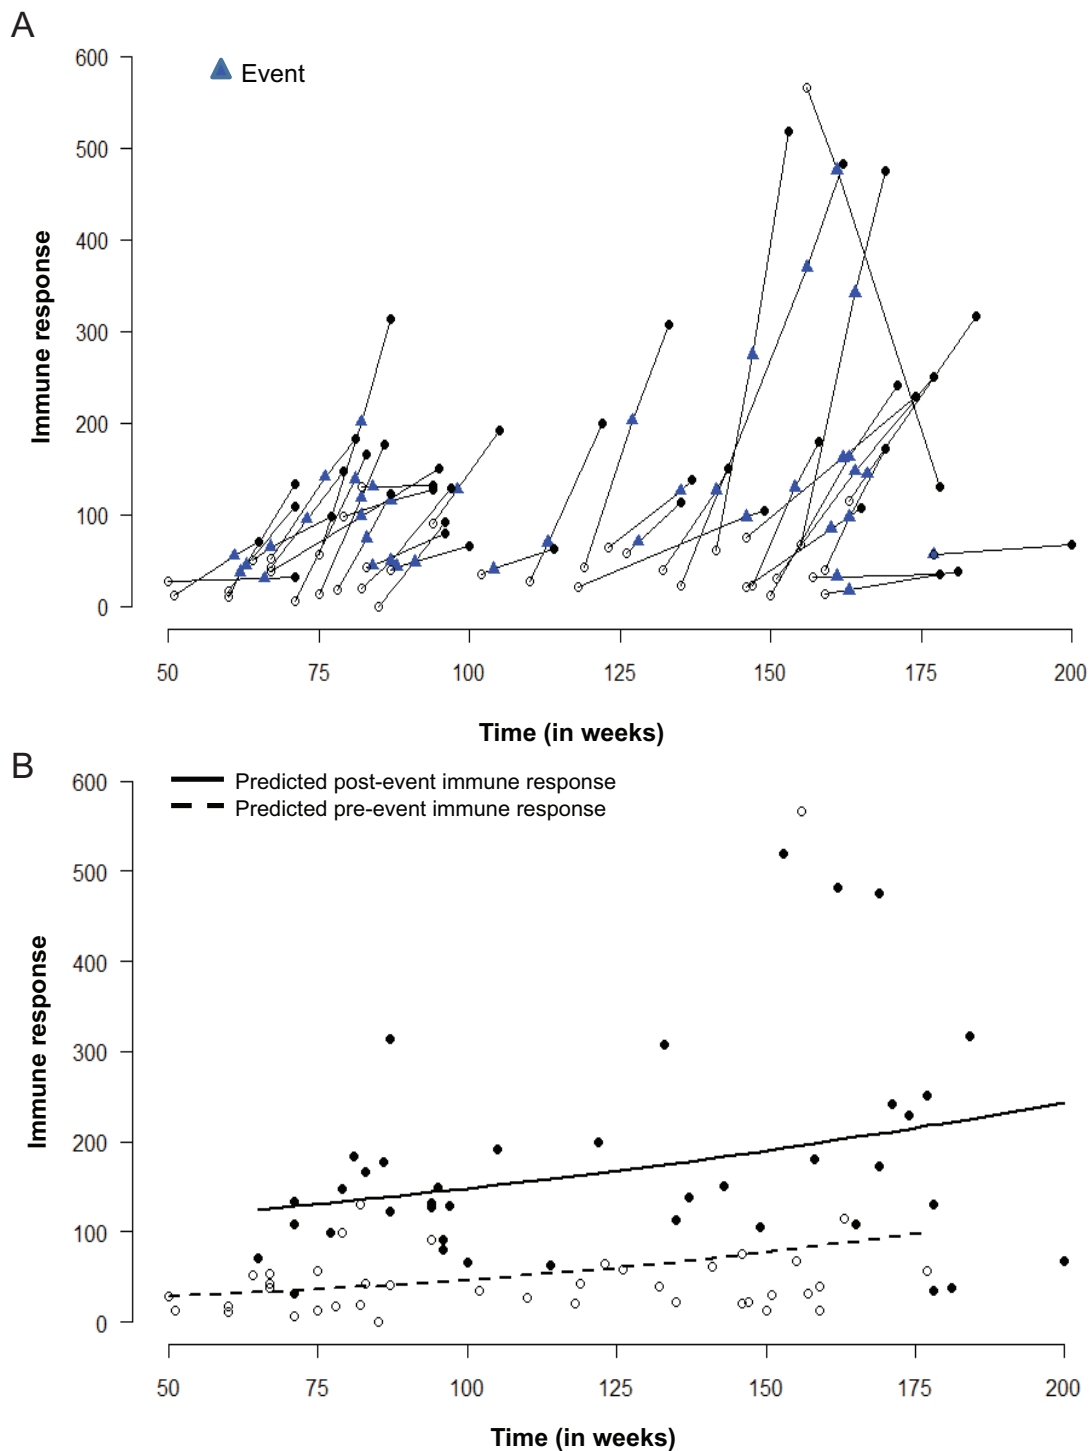 A
Event
600
500
400
300
200
100
0
Immune response
50 75 100 125 150 175 200
Time (in weeks)
B
Predicted post-event immune response
Predicted pre-event immune response
600
500
400
300
200
100
0
Immune response
50 75 100 125 150 175 200
Time (in weeks)